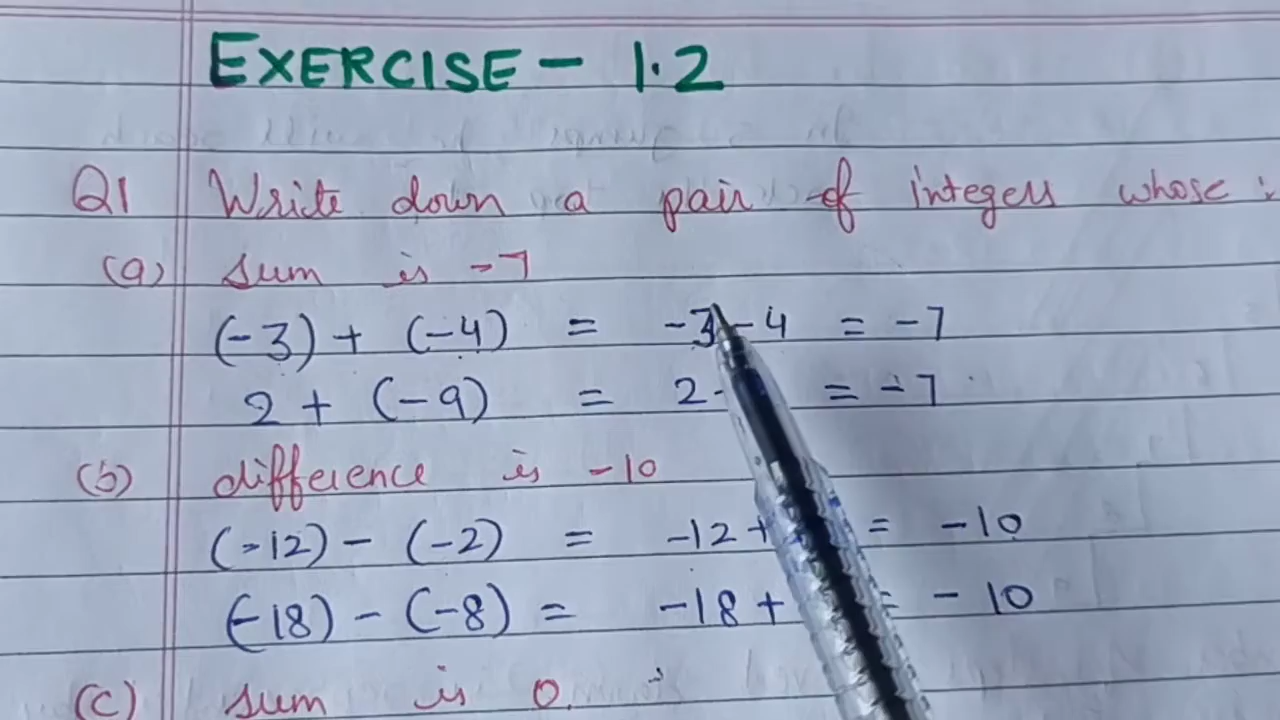 EXERCISE - 1.2
Q1 Write down a pair of integers whose :
(a) sum is -7
(-3) + (-4) = -3 - 4 = -7
2 + (-9) = 2 - = -7
(b) difference is -10
(-12) - (-2) = -12 + = -10
(-18) - (-8) = -18 + = -10
(c) sum is 0.